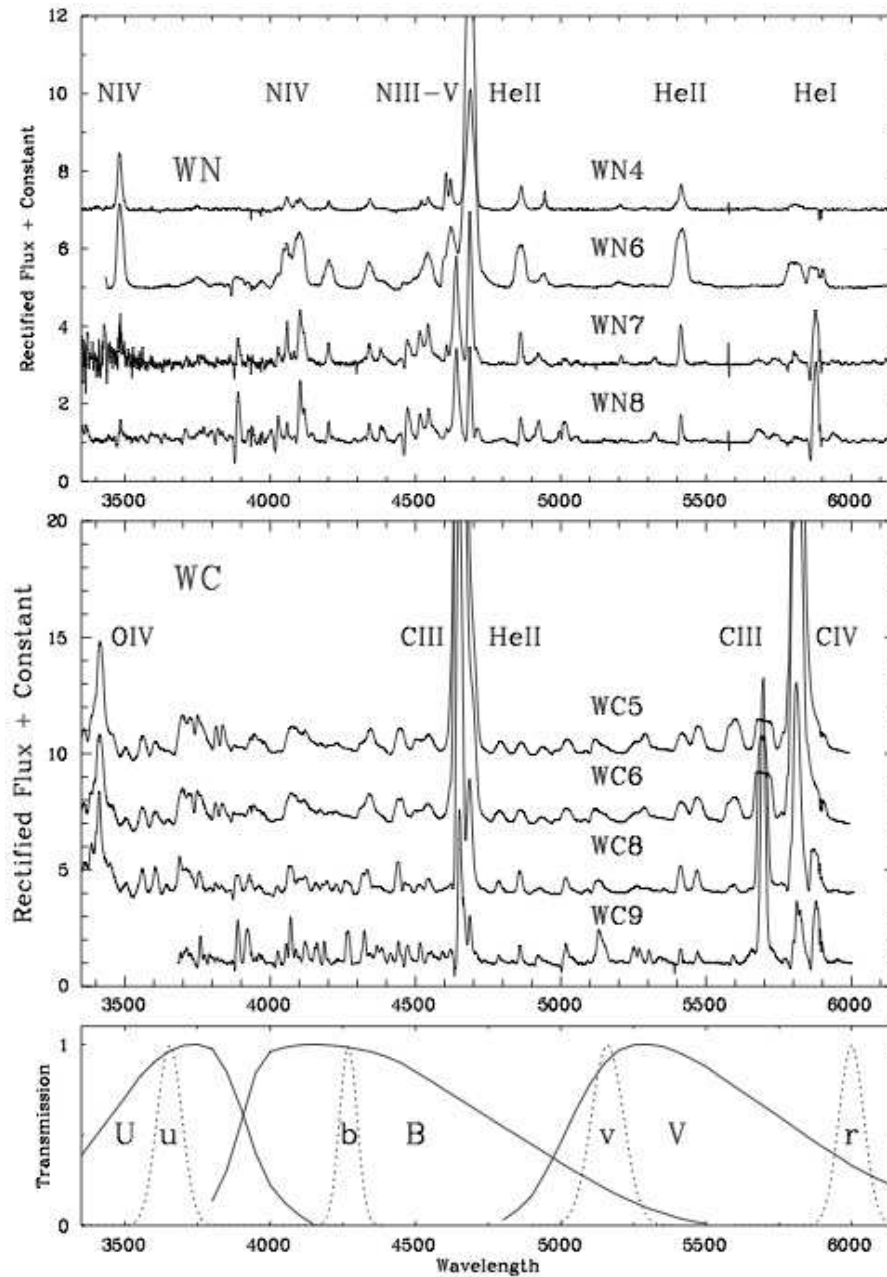 12
10
8
6
4
2
0
Rectified Flux + Constant
NIV NIV NIII-V HeII HeII HeI
WN
WN4
WN6
WN7
WN8
3500 4000 4500 5000 5500 6000
20
15
10
5
0
Rectified Flux + Constant
WC
OIV CIII HeII CIII CIV
WC5
WC6
WC8
WC9
3500 4000 4500 5000 5500 6000
1
0
Transmission
U u b B v V r
3500 4000 4500 5000 5500 6000
Wavelength